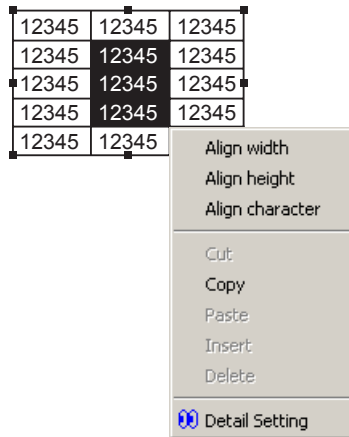 12345 12345 12345
12345 12345 12345
12345 12345 12345
12345 12345 12345
12345 12345
Align width
Align height
Align character
Cut
Copy
Paste
Insert
Delete
Detail Setting